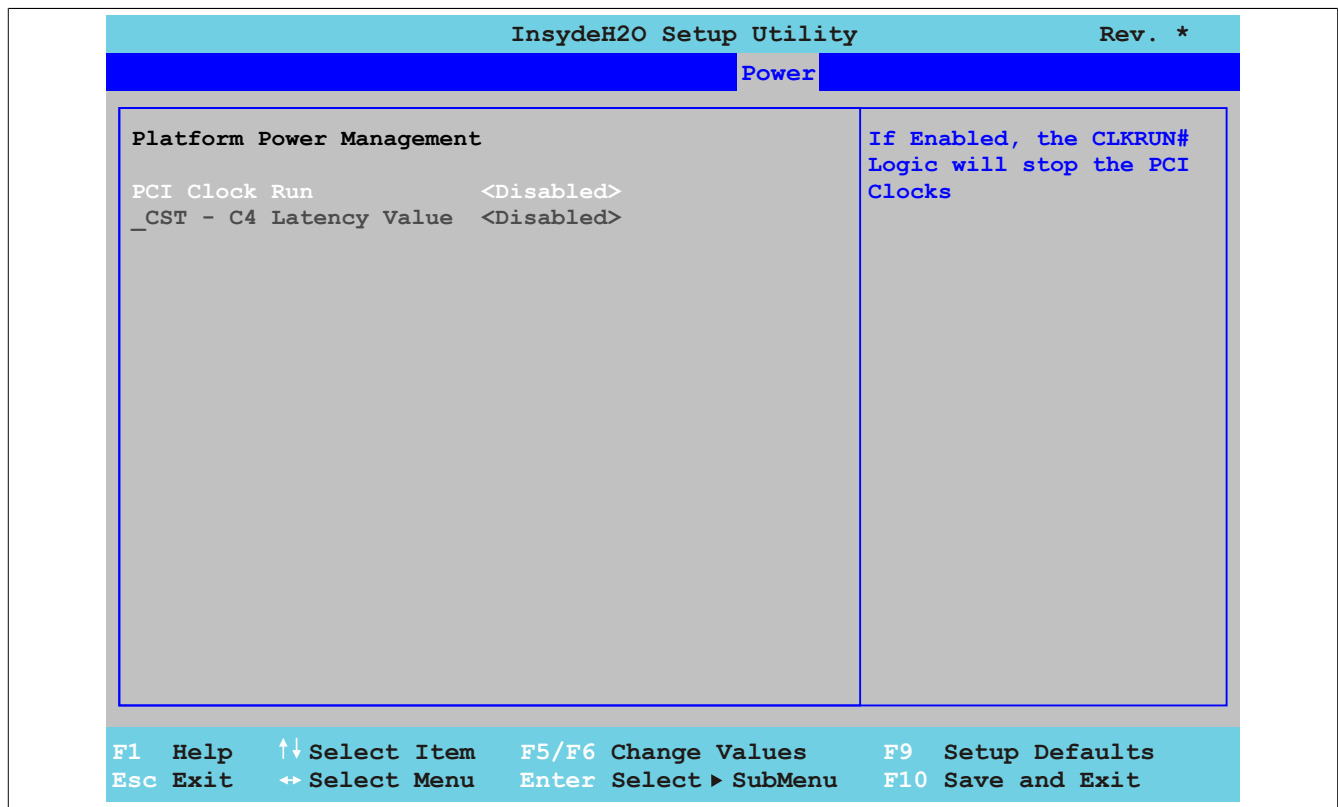 InsydeH2O Setup Utility Rev. *
Power
Platform Power Management
PCI Clock Run <Disabled>
_CST - C4 Latency Value <Disabled>
If Enabled, the CLKRUN#
Logic will stop the PCI
Clocks
F1 Help ↑↓ Select Item F5/F6 Change Values F9 Setup Defaults
Esc Exit ↔ Select Menu Enter Select ▶ SubMenu F10 Save and Exit